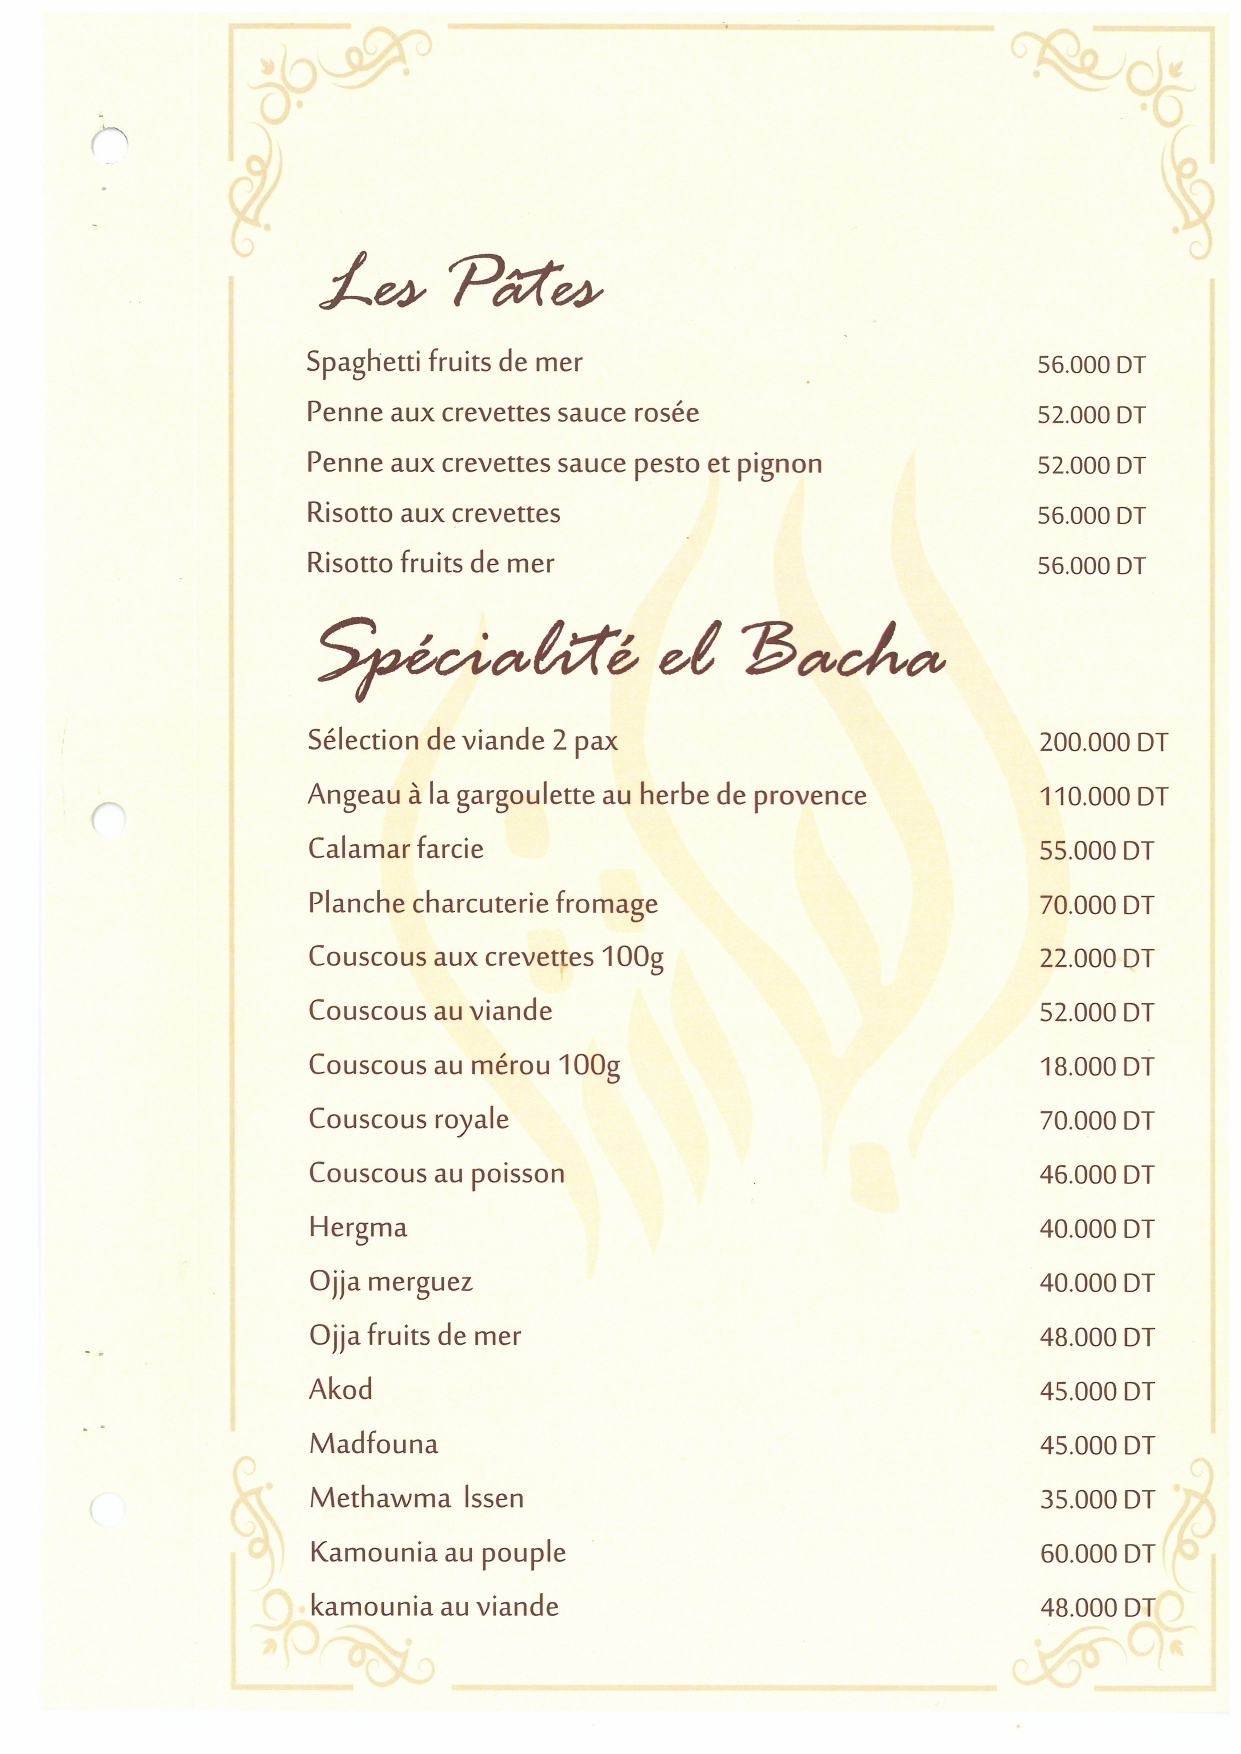 Les Pâtes
Spaghetti fruits de mer 56.000 DT
Penne aux crevettes sauce rosée 52.000 DT
Penne aux crevettes sauce pesto et pignon 52.000 DT
Risotto aux crevettes 56.000 DT
Risotto fruits de mer 56.000 DT
Spécialité el Bacha
Sélection de viande 2 pax 200.000 DT
Angeau à la gargoulette au herbe de provence 110.000 DT
Calamar farcie 55.000 DT
Planche charcuterie fromage 70.000 DT
Couscous aux crevettes 100g 22.000 DT
Couscous au viande 52.000 DT
Couscous au mérou 100g 18.000 DT
Couscous royale 70.000 DT
Couscous au poisson 46.000 DT
Hergma 40.000 DT
Ojja merguez 40.000 DT
Ojja fruits de mer 48.000 DT
Akod 45.000 DT
Madfouna 45.000 DT
Methawma lssen 35.000 DT
Kamounia au pouple 60.000 DT
kamounia au viande 48.000 DT